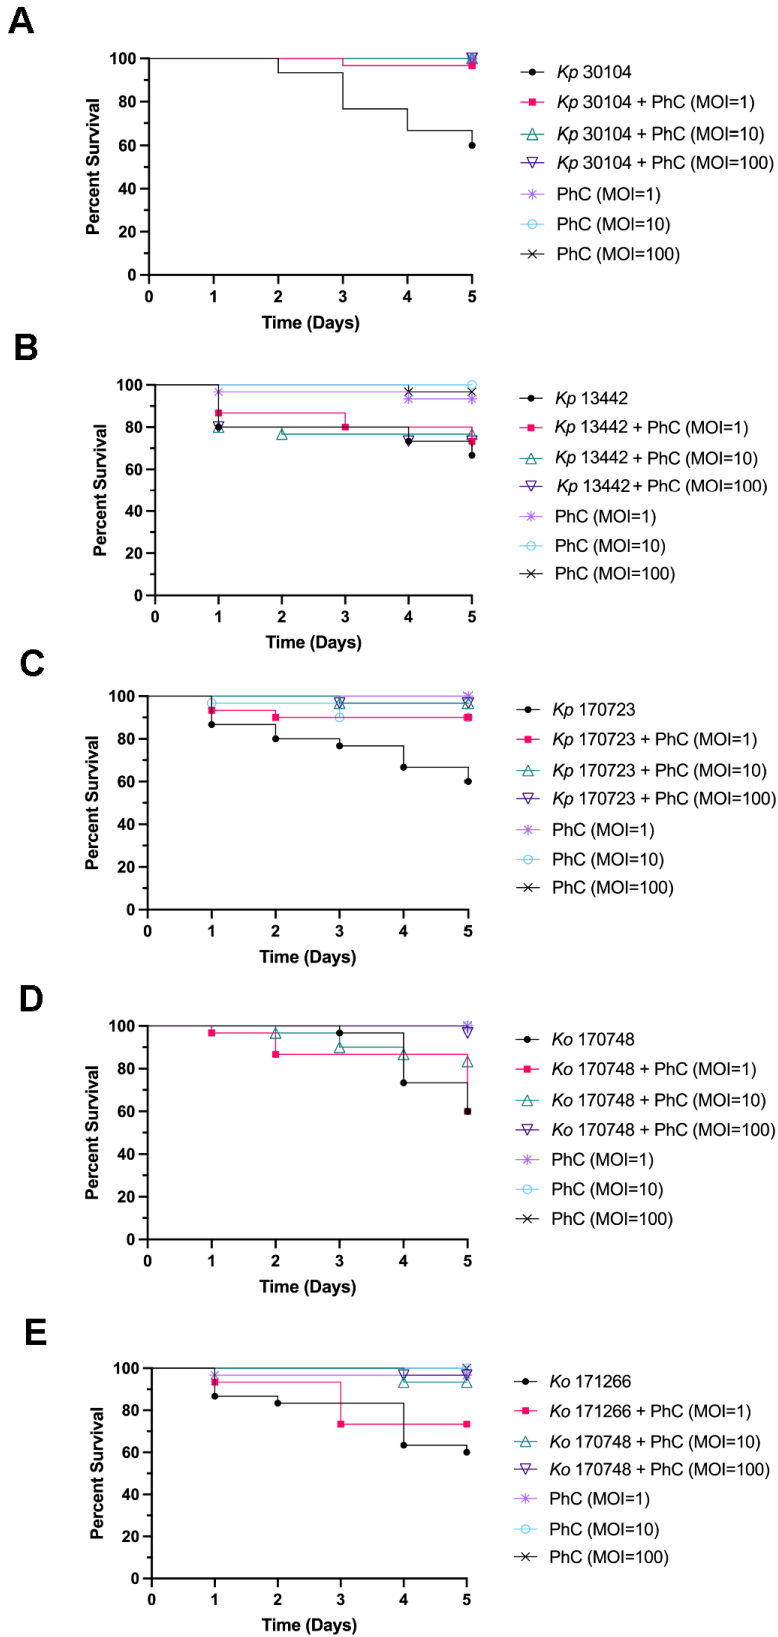 A
Percent Survival
100
80
60
40
20
0
0 1 2 3 4 5
Time (Days)
Kp 30104
Kp 30104 + PhC (MOI=1)
Kp 30104 + PhC (MOI=10)
Kp 30104 + PhC (MOI=100)
PhC (MOI=1)
PhC (MOI=10)
PhC (MOI=100)
B
Percent Survival
100
80
60
40
20
0
0 1 2 3 4 5
Time (Days)
Kp 13442
Kp 13442 + PhC (MOI=1)
Kp 13442 + PhC (MOI=10)
Kp 13442 + PhC (MOI=100)
PhC (MOI=1)
PhC (MOI=10)
PhC (MOI=100)
C
Percent Survival
100
80
60
40
20
0
0 1 2 3 4 5
Time (Days)
Kp 170723
Kp 170723 + PhC (MOI=1)
Kp 170723 + PhC (MOI=10)
Kp 170723 + PhC (MOI=100)
PhC (MOI=1)
PhC (MOI=10)
PhC (MOI=100)
D
Percent Survival
100
80
60
40
20
0
0 1 2 3 4 5
Time (Days)
Ko 170748
Ko 170748 + PhC (MOI=1)
Ko 170748 + PhC (MOI=10)
Ko 170748 + PhC (MOI=100)
PhC (MOI=1)
PhC (MOI=10)
PhC (MOI=100)
E
Percent Survival
100
80
60
40
20
0
0 1 2 3 4 5
Time (Days)
Ko 171266
Ko 171266 + PhC (MOI=1)
Ko 170748 + PhC (MOI=10)
Ko 170748 + PhC (MOI=100)
PhC (MOI=1)
PhC (MOI=10)
PhC (MOI=100)